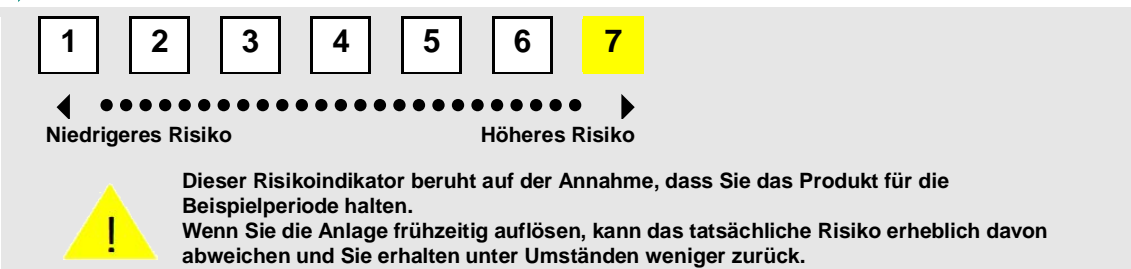 1 2 3 4 5 6 7
Niedrigeres Risiko Höheres Risiko
Dieser Risikoindikator beruht auf der Annahme, dass Sie das Produkt für die
Beispielperiode halten.
! Wenn Sie die Anlage frühzeitig auflösen, kann das tatsächliche Risiko erheblich davon
abweichen und Sie erhalten unter Umständen weniger zurück.